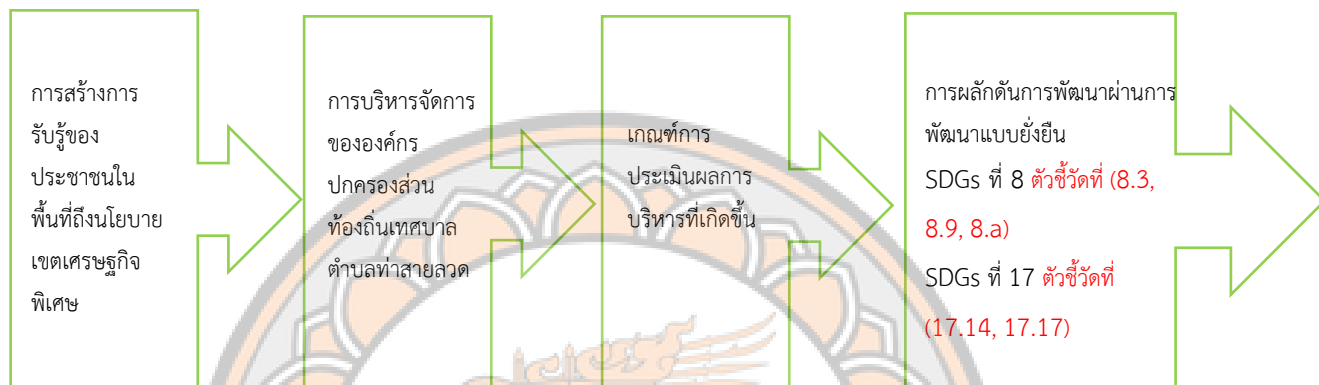 การสร้างการ
รับรู้ของ
ประชาชนใน
พื้นที่ถึงนโยบาย
เขตเศรษฐกิจ
พิเศษ
การบริหารจัดการ
ขององค์กร
ปกครองส่วน
ท้องถิ่นเทศบาล
ตำบลท่าสายลวด
เกณฑ์การ
ประเมินผลการ
บริหารที่เกิดขึ้น
การผลักดันการพัฒนาผ่านการ
พัฒนาแบบยั่งยืน
SDGs ที่ 8 ตัวชี้วัดที่ (8.3,
8.9, 8.a)
SDGs ที่ 17 ตัวชี้วัดที่
(17.14, 17.17)